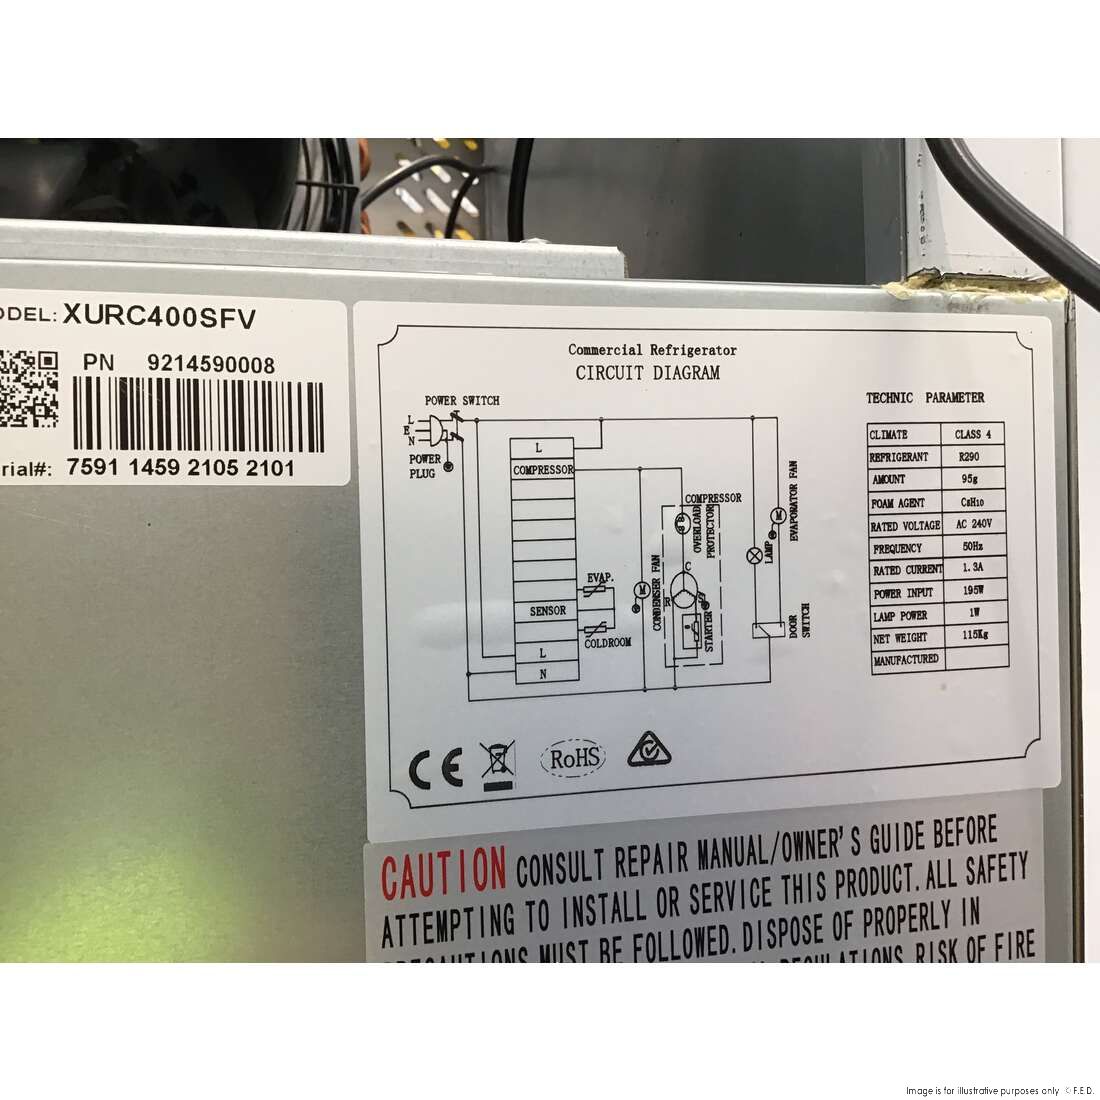 ODEL: XURC400SFV
PN 9214590008
rial#: 7591 1459 2105 2101
Commercial Refrigerator
CIRCUIT DIAGRAM
POWER SWITCH
L
E
N
POWER
PLUG
L
COMPRESSOR
EVAP.
SENSOR
COLDROOM
L
N
M
CONDENSER FAN
COMPRESSOR
OVERLOAD
PROTECTOR
C
R
S
STARTER
LAMP
M
EVAPORATOR FAN
DOOR
SWITCH
TECHNIC PARAMETER
CLIMATE CLASS 4
REFRIGERANT R290
AMOUNT 95g
FOAM AGENT C5H10
RATED VOLTAGE AC 240V
FREQUENCY 50Hz
RATED CURRENT 1.3A
POWER INPUT 195W
LAMP POWER 1W
NET WEIGHT 115Kg
MANUFACTURED
CE
RoHS
CAUTION CONSULT REPAIR MANUAL/OWNER'S GUIDE BEFORE
ATTEMPTING TO INSTALL OR SERVICE THIS PRODUCT. ALL SAFETY
PRECAUTIONS MUST BE FOLLOWED. DISPOSE OF PROPERLY IN
REGULATIONS. RISK OF FIRE
Image is for illustrative purposes only © F.E.D.